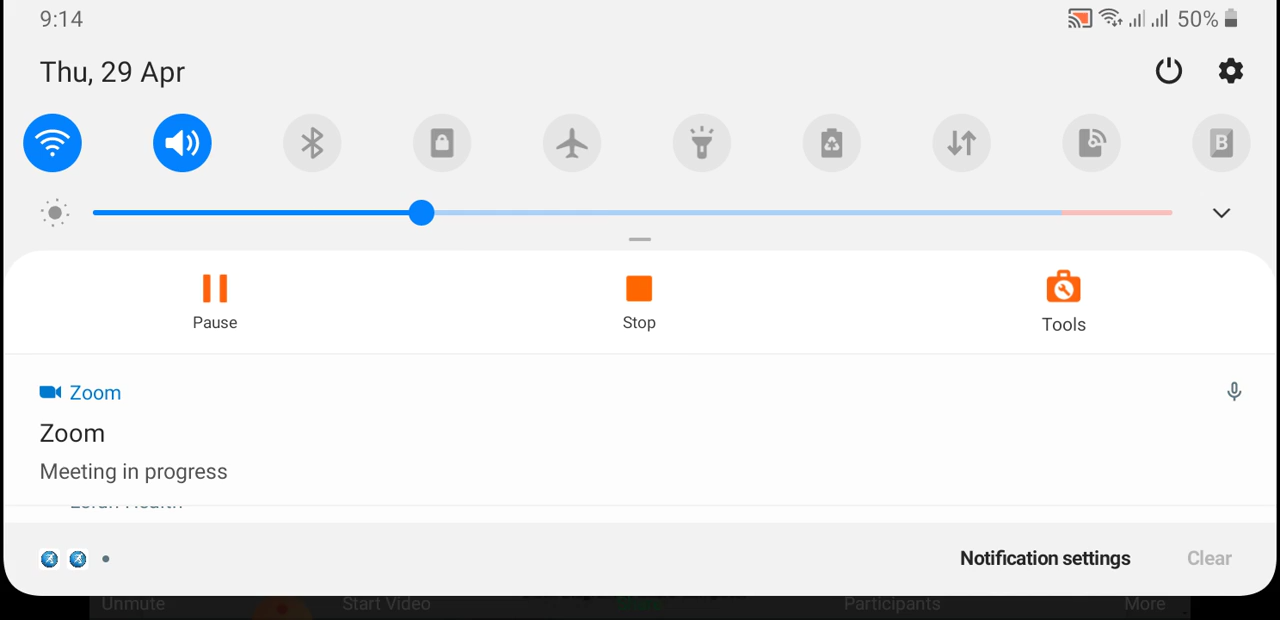 9:14
50%
Thu, 29 Apr
B
Pause
Stop
Tools
Zoom
Zoom
Meeting in progress
Notification settings
Clear
Unmute
Start Video
Participants
More